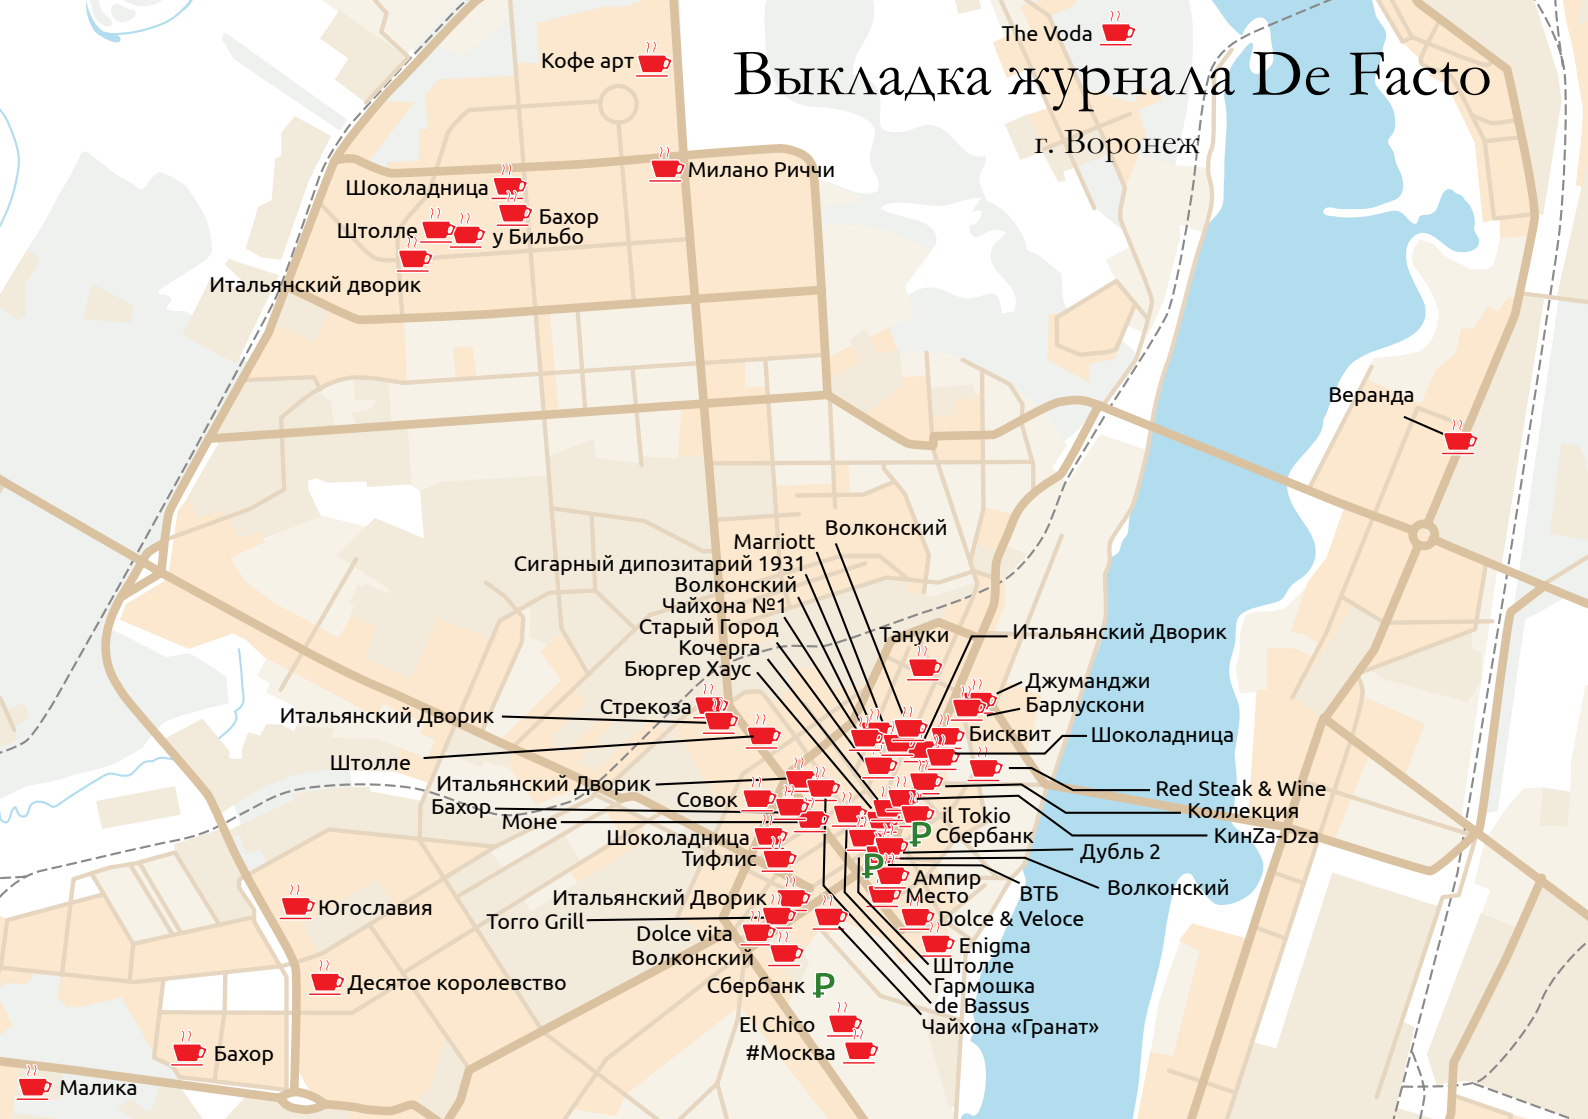 The Voda
Кофе арт
Выкладка журнала De Facto
г. Воронеж
Милано Риччи
Шоколадница
Бахор
Штолле
у Бильбо
Итальянский дворик
Веранда
Волконский
Marriott
Сигарный дипозитарий 1931
Волконский
Чайхона №1
Старый Город
Тануки
Итальянский Дворик
Кочерга
Бюргер Хаус
Джуманджи
Стрекоза
Барлускони
Итальянский Дворик
Бисквит
Шоколадница
Штолле
Итальянский Дворик
Red Steak & Wine
Совок
Бахор
Коллекция
Моне
il Tokio
Шоколадница
Сбербанк
КинZа-Dzа
Тифлис
Дубль 2
Ампир
Волконский
Итальянский Дворик
Место
ВТБ
Югославия
Torro Grill
Dolce & Veloce
Dolce vita
Enigma
Волконский
Штолле
Десятое королевство
Сбербанк
Гармошка
de Bassus
El Chico
Чайхона «Гранат»
#Москва
Бахор
Малика